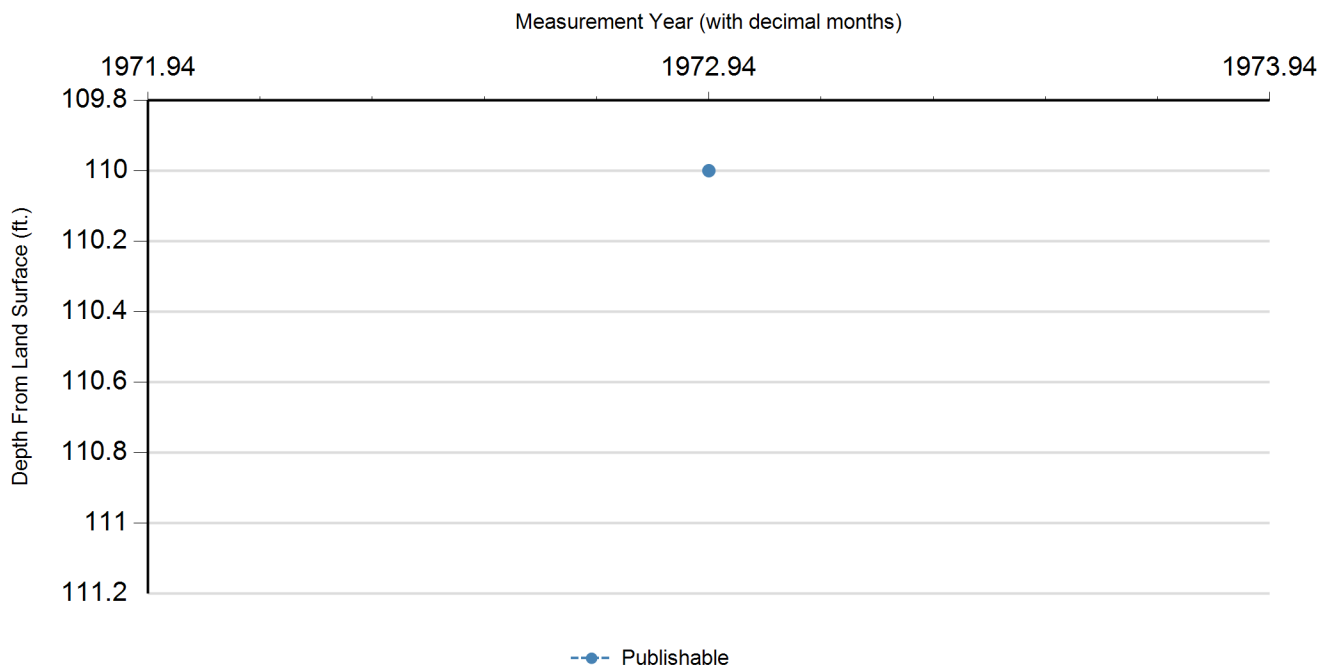 Measurement Year (with decimal months)
1971.94 1972.94 1973.94
109.8
110
110.2
110.4
110.6
110.8
111
111.2
Depth From Land Surface (ft.)
Publishable